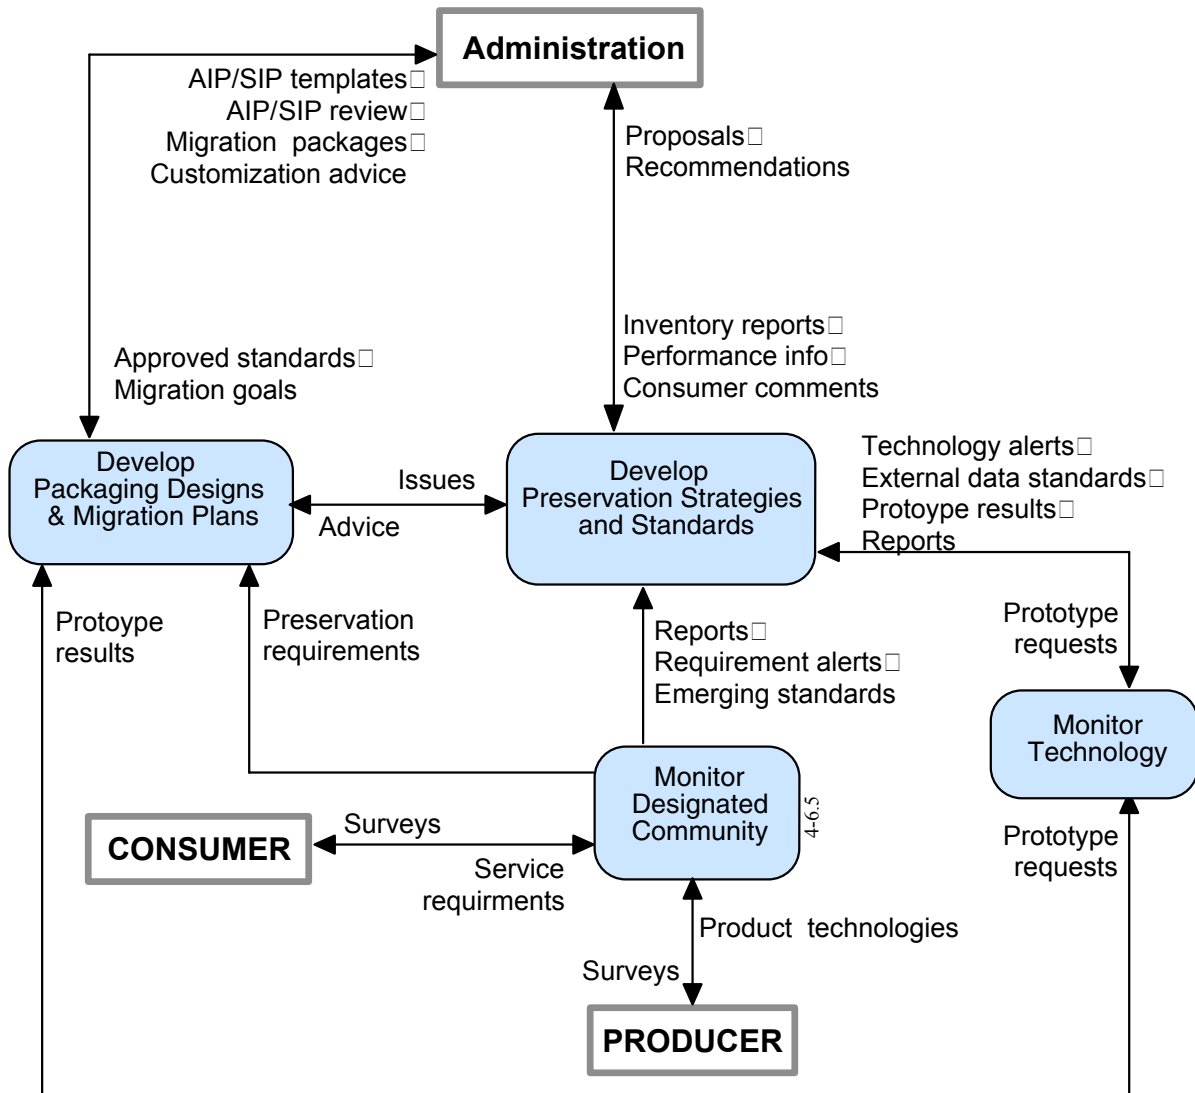 Administration
AIP/SIP templates□
AIP/SIP review□
Migration packages□
Customization advice
Proposals□
Recommendations
Inventory reports□
Performance info□
Consumer comments
Approved standards□
Migration goals
Develop
Packaging Designs
& Migration Plans
Issues
Advice
Develop
Preservation Strategies
and Standards
Technology alerts□
External data standards□
Protoype results□
Reports
Protoype
results
Preservation
requirements
Reports□
Requirement alerts□
Emerging standards
Prototype
requests
Monitor
Technology
Monitor
Designated
Community
4-6.5
Prototype
requests
CONSUMER
Surveys
Service
requirments
Product technologies
Surveys
PRODUCER